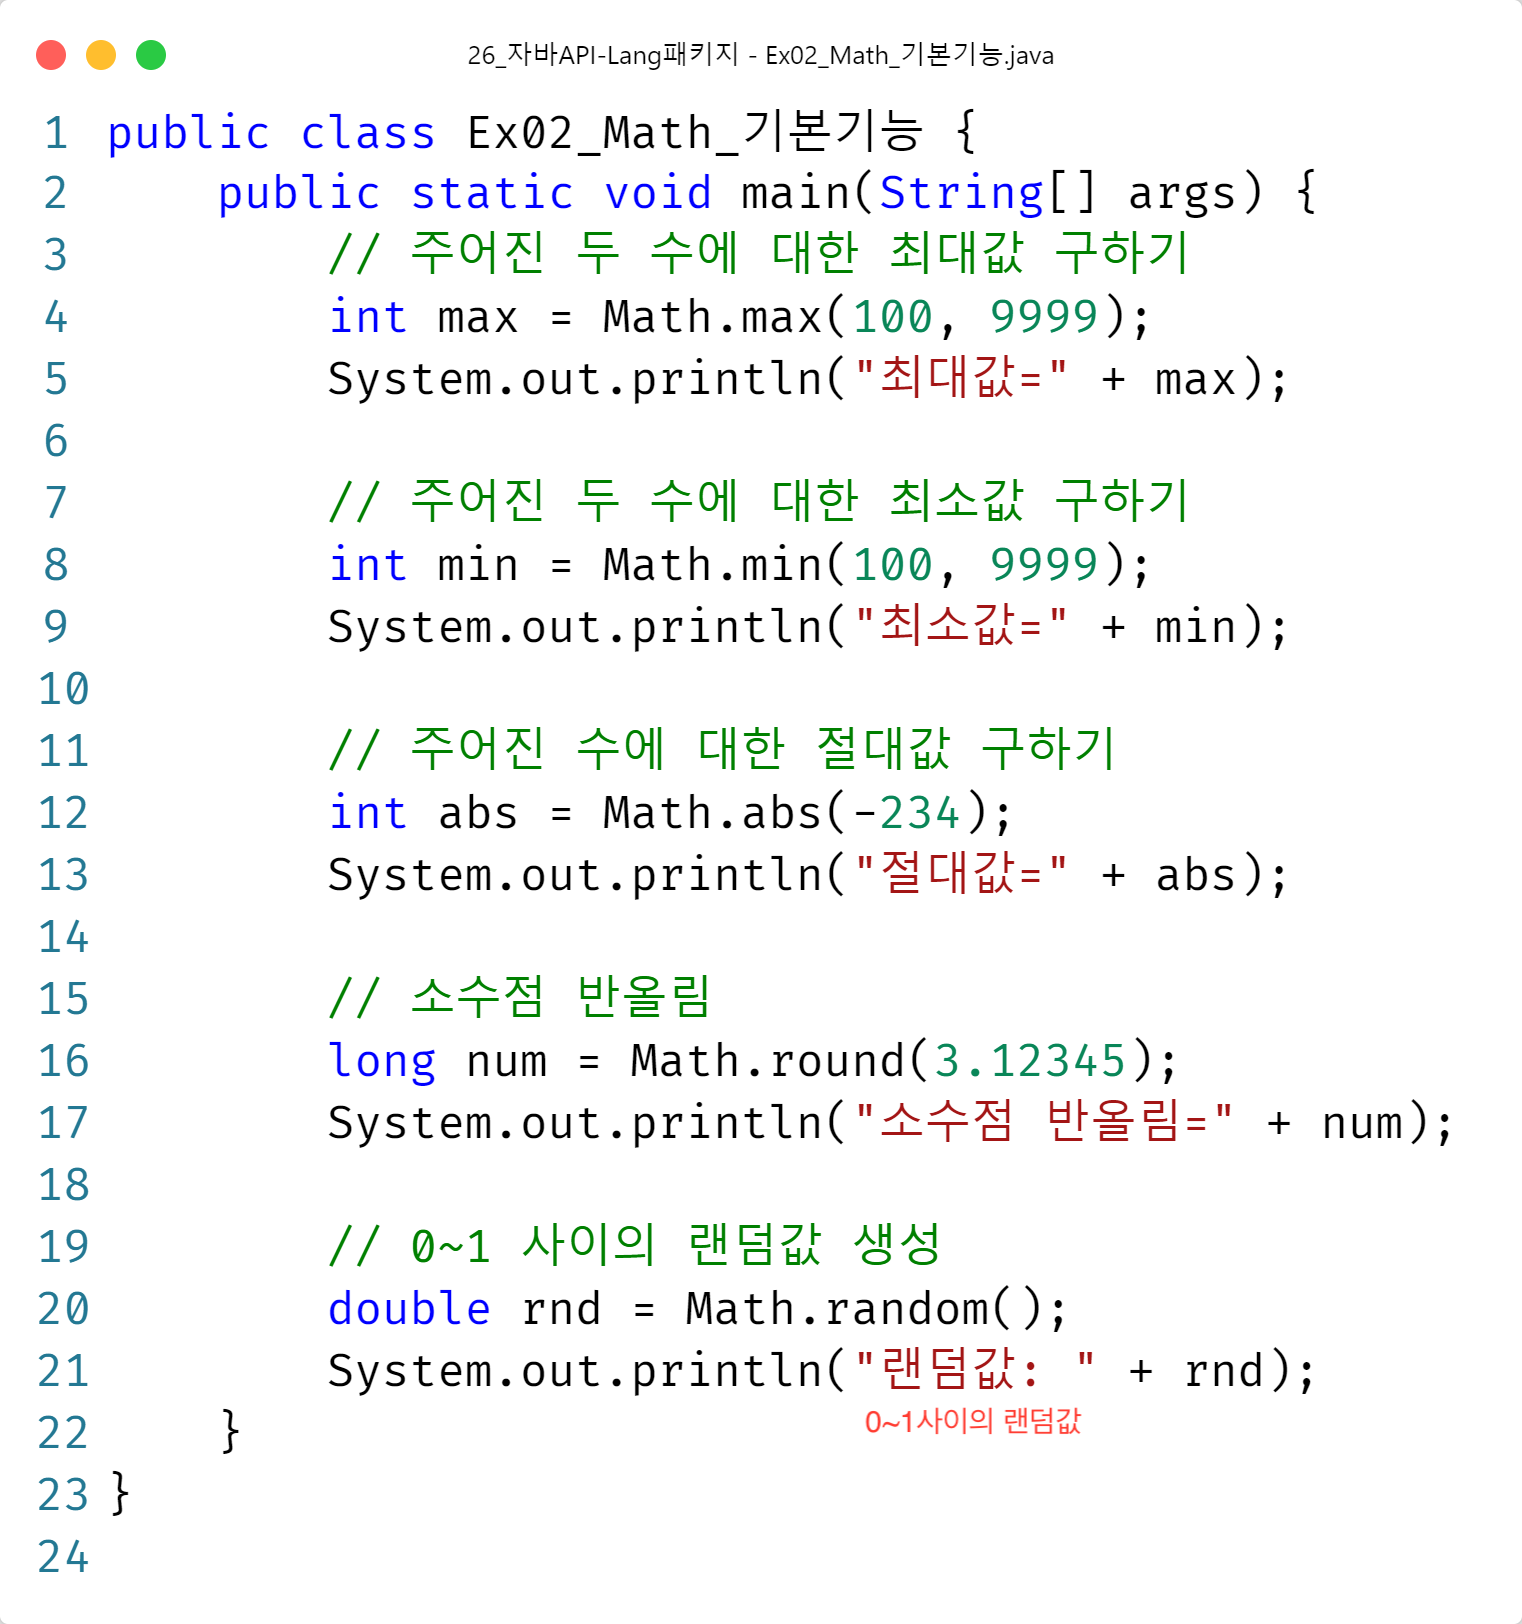 26_자바API-Lang패키지 - Ex02_Math_기본기능.java
1 public class Ex02_Math_기본기능 {
2     public static void main(String[] args) {
3         // 주어진 두 수에 대한 최대값 구하기
4         int max = Math.max(100, 9999);
5         System.out.println("최대값=" + max);
6
7         // 주어진 두 수에 대한 최소값 구하기
8         int min = Math.min(100, 9999);
9         System.out.println("최소값=" + min);
10
11         // 주어진 수에 대한 절대값 구하기
12         int abs = Math.abs(-234);
13         System.out.println("절대값=" + abs);
14
15         // 소수점 반올림
16         long num = Math.round(3.12345);
17         System.out.println("소수점 반올림=" + num);
18
19         // 0~1 사이의 랜덤값 생성
20         double rnd = Math.random();
21         System.out.println("랜덤값: " + rnd);
0~1사이의 랜덤값
22     }
23 }
24